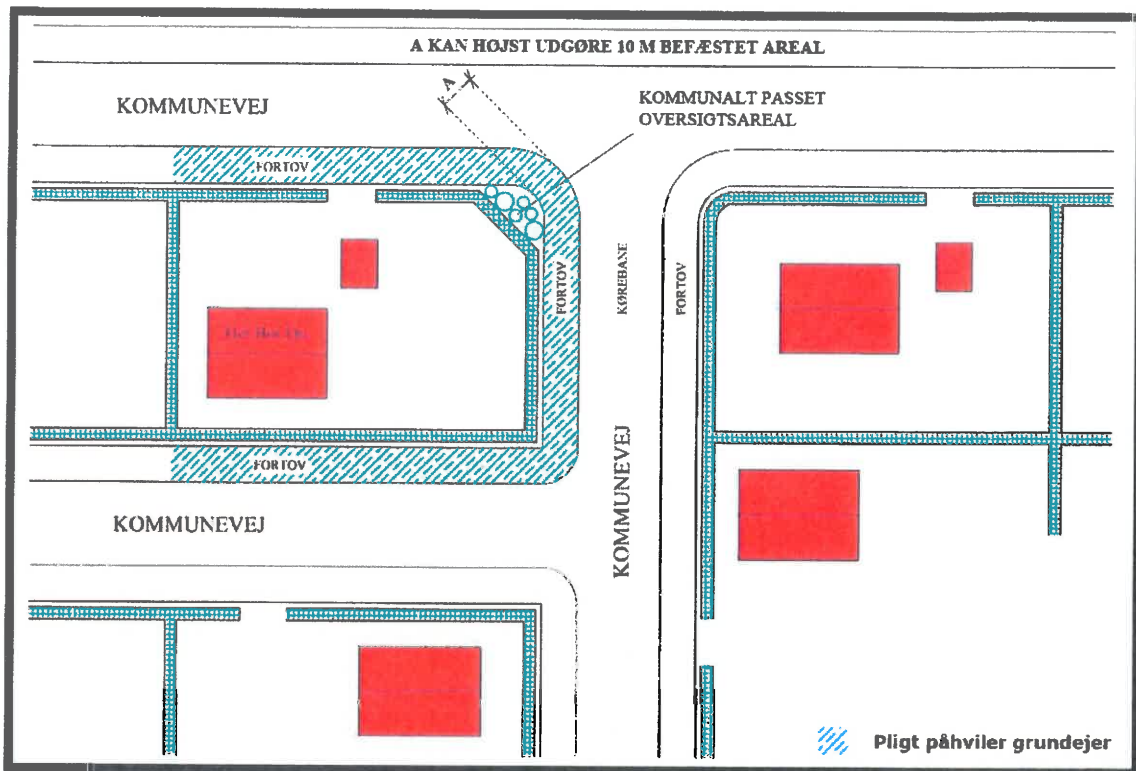 A KAN HØJST UDGØRE 10 M BEFÆSTET AREAL
A
KOMMUNEVEJ
KOMMUNALT PASSET
OVERSIGTSAREAL
FORTOV
FORTOV
KØREBANE
FORTOV
FORTOV
KOMMUNEVEJ
KOMMUNEVEJ
Pligt påhviler grundejer